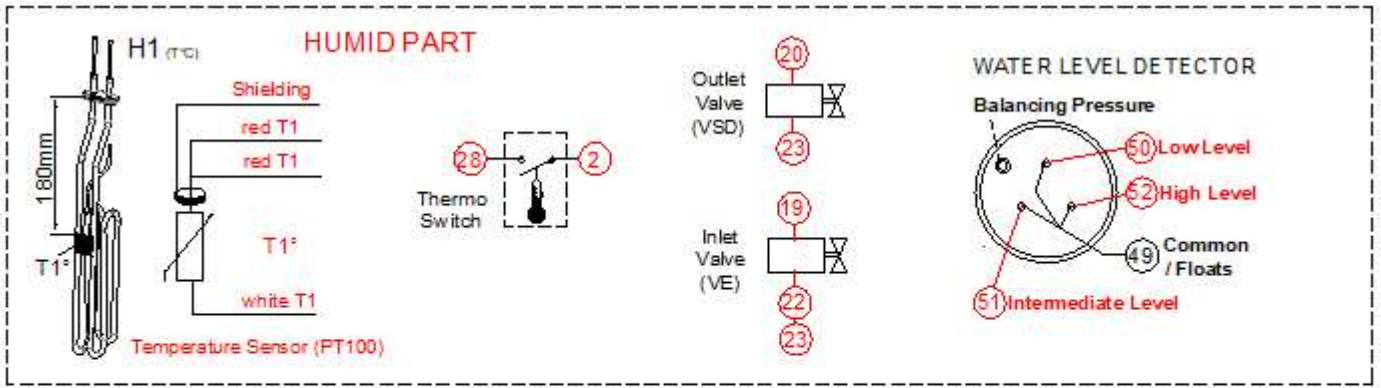 HUMID PART
H1 (T°C)
Shielding
red T1
red T1
180mm
T1°
T1°
white T1
Temperature Sensor (PT100)
28
2
Thermo
Switch
20
Outlet
Valve
(VSD)
23
19
Inlet
Valve
(VE)
22
23
WATER LEVEL DETECTOR
Balancing Pressure
50 Low Level
52 High Level
49 Common
/ Floats
51 Intermediate Level